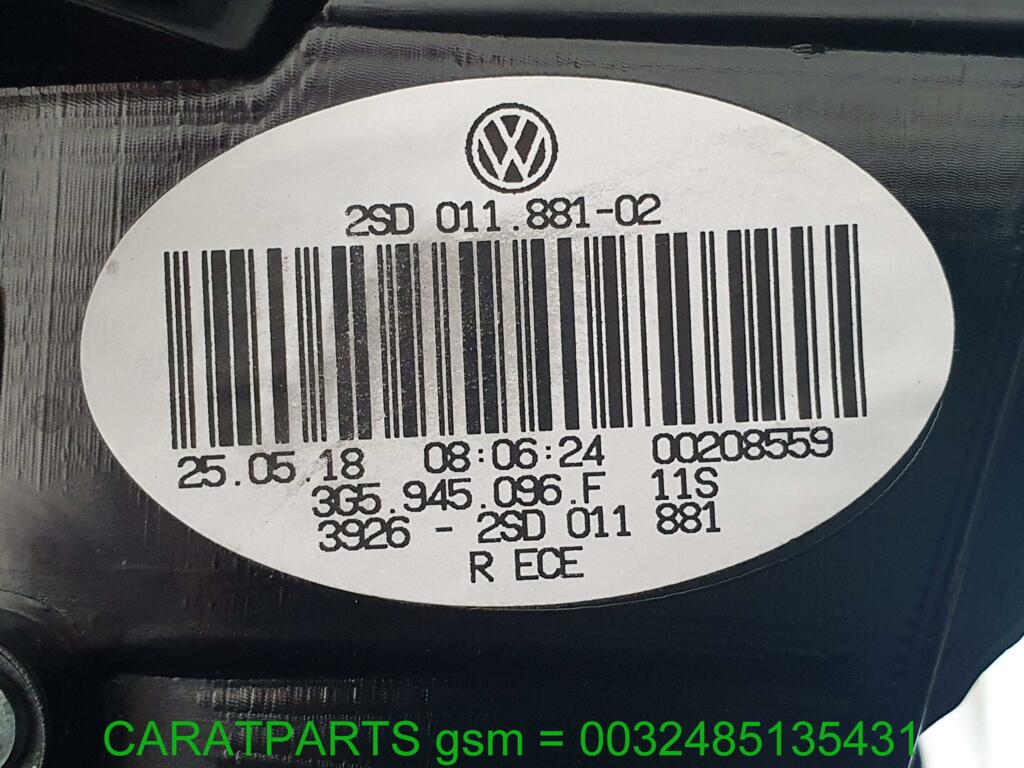 VW
2SD 011.881-02
25.05.18 08:06:24 00208559
3G5.945.096.F 11S
3926 - 2SD 011 881
R ECE
CARATPARTS gsm = 0032485135431